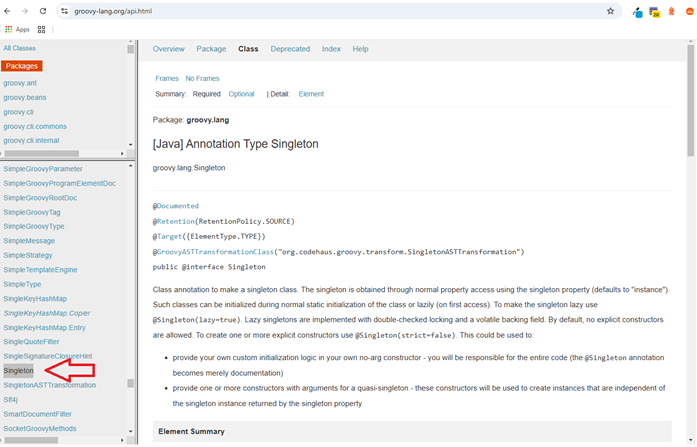 groovy-lang.org/api.html
28
Apps
All Classes
Packages
groovy.ant
groovy.beans
groovy.cli
groovy.cli.commons
groovy.cli.internal
SimpleGroovyParameter
SimpleGroovyProgramElementDoc
SimpleGroovyRootDoc
SimpleGroovyTag
SimpleGroovyType
SimpleMessage
SimpleStrategy
SimpleTemplateEngine
SimpleType
SingleKeyHashMap
SingleKeyHashMap.Copier
SingleKeyHashMap.Entry
SingleQuoteFilter
SingleSignatureClosureHint
Singleton
SingletonASTTransformation
Slf4j
SmartDocumentFilter
SocketGroovyMethods
Overview Package Class Deprecated Index Help
Frames No Frames
Summary: Required Optional | Detail: Element
Package: groovy.lang
[Java] Annotation Type Singleton
groovy.lang.Singleton
@Documented
@Retention(RetentionPolicy.SOURCE)
@Target({ElementType.TYPE})
@GroovyASTTransformationClass("org.codehaus.groovy.transform.SingletonASTTransformation")
public @interface Singleton
Class annotation to make a singleton class. The singleton is obtained through normal property access using the singleton property (defaults to "instance").
Such classes can be initialized during normal static initialization of the class or lazily (on first access). To make the singleton lazy use
@Singleton(lazy=true). Lazy singletons are implemented with double-checked locking and a volatile backing field. By default, no explicit constructors
are allowed. To create one or more explicit constructors use @Singleton(strict=false). This could be used to:
• provide your own custom initialization logic in your own no-arg constructor - you will be responsible for the entire code (the @Singleton annotation
becomes merely documentation)
• provide one or more constructors with arguments for a quasi-singleton - these constructors will be used to create instances that are independent of
the singleton instance returned by the singleton property
Element Summary